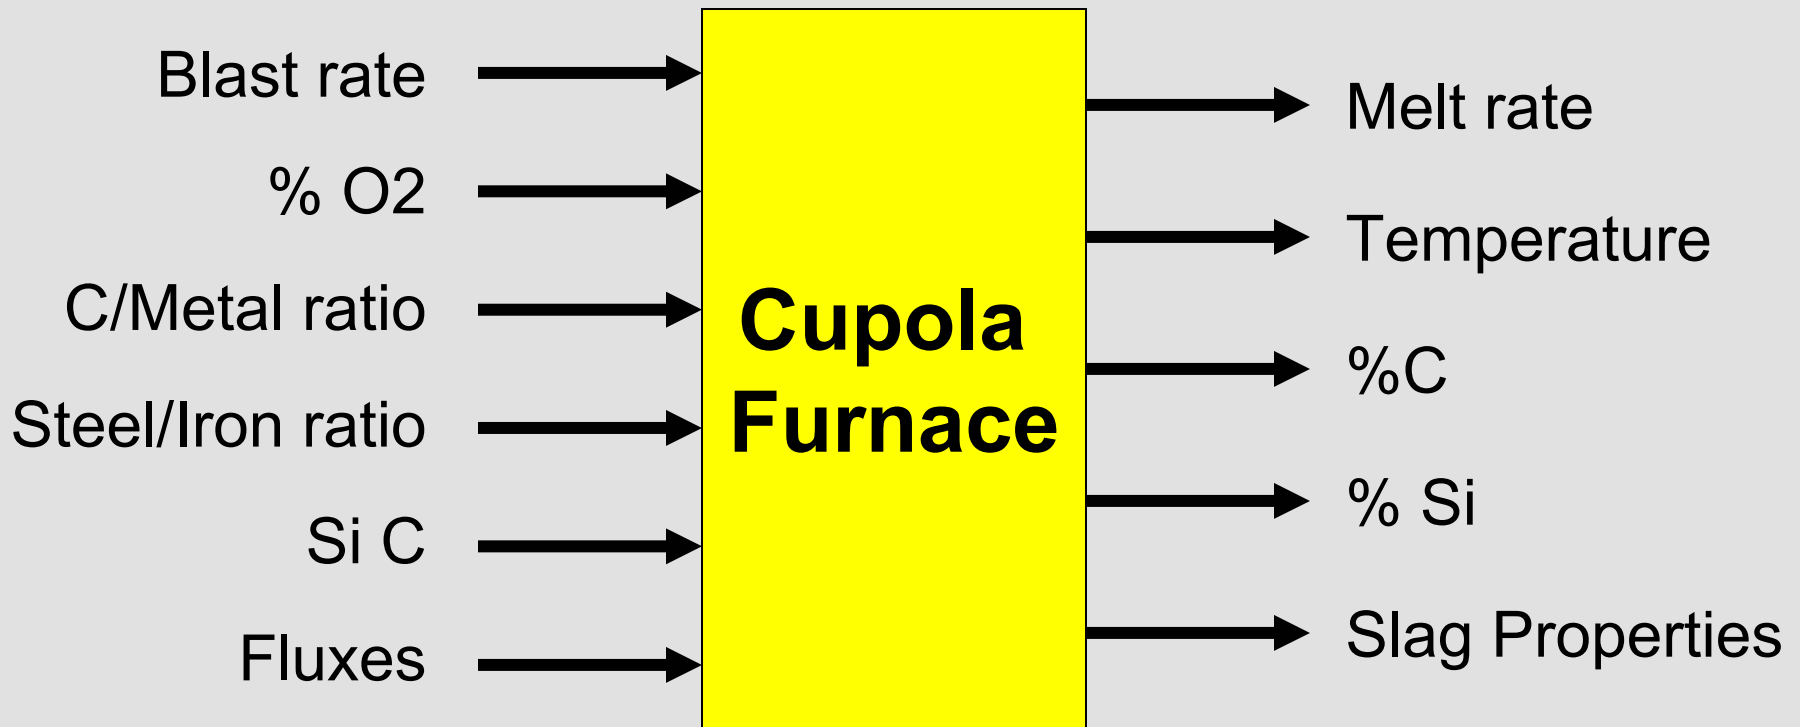 Blast rate
% O2
C/Metal ratio
Steel/Iron ratio
Si C
Fluxes
Cupola
Furnace
Melt rate
Temperature
%C
% Si
Slag Properties